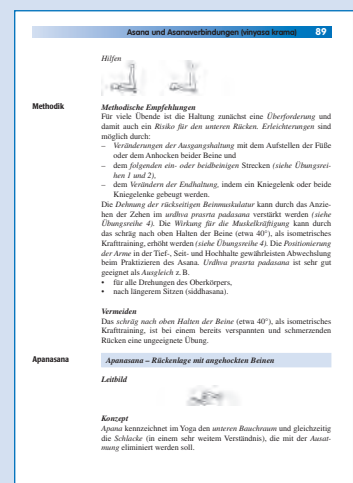 Asana und Asanaverbindungen (vinyasa krama) 89
Hilfen
Methodik
Methodische Empfehlungen
Für viele Übende ist die Haltung zunächst eine Überforderung und
damit auch ein Risiko für den unteren Rücken. Erleichterungen sind
möglich durch:
– Veränderungen der Ausgangshaltung mit dem Aufstellen der Füße
oder dem Anhocken beider Beine und
– dem folgenden ein- oder beidbeinigen Strecken (siehe Übungsrei-
hen 1 und 2),
– dem Verändern der Endhaltung, indem ein Kniegelenk oder beide
Kniegelenke gebeugt werden.
Die Dehnung der rückseitigen Beinmuskulatur kann durch das Anzie-
hen der Zehen im urdhva prasrta padasana verstärkt werden (siehe
Übungsreihe 4). Die Wirkung für die Muskelkräftigung kann durch
das schräg nach oben Halten der Beine (etwa 40°), als isometrisches
Krafttraining, erhöht werden (siehe Übungsreihe 4). Die Positionierung
der Arme in der Tief-, Seit- und Hochhalte gewährleisten Abwechslung
beim Praktizieren des Asana. Urdhva prasrta padasana ist sehr gut
geeignet als Ausgleich z. B.
• für alle Drehungen des Oberkörpers,
• nach längerem Sitzen (siddhasana).
Vermeiden
Das schräg nach oben Halten der Beine (etwa 40°), als isometrisches
Krafttraining, ist bei einem bereits verspannten und schmerzenden
Rücken eine ungeeignete Übung.
Apanasana
Apanasana – Rückenlage mit angehockten Beinen
Leitbild
Konzept
Apana kennzeichnet im Yoga den unteren Bauchraum und gleichzeitig
die Schlacke (in einem sehr weitem Verständnis), die mit der Ausat-
mung eliminiert werden soll.